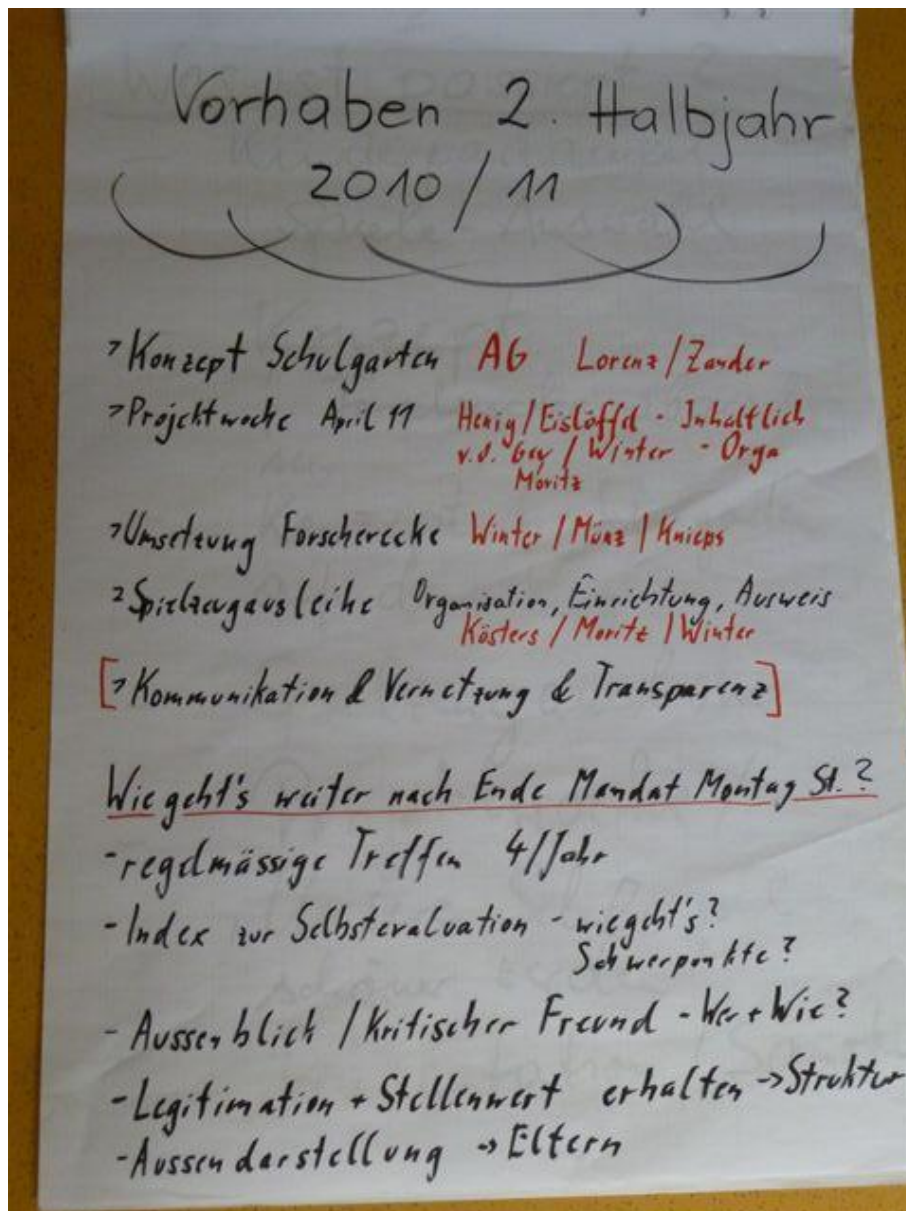 Vorhaben 2. Halbjahr
2010/11
> Konzept Schulgarten AG Lorenz/Zander
> Projektwoche April 11 Henig/Eislöffel - Inhaltlich
v.d. Gey / Winter - Orga
Moritz
> Umsetzung Forscherecke Winter / Münz / Knieps
> Spielzeugausleihe Organisation, Einrichtung, Ausweis
Kösters / Moritz / Winter
[> Kommunikation & Vernetzung & Transparenz]
Wie geht's weiter nach Ende Mandat Montag St.?
- regelmässige Treffen 4/Jahr
- Index zur Selbstevaluation - wie geht's?
Schwerpunkte?
- Aussenblick / Kritischer Freund - Wer + Wie?
- Legitimation + Stellenwert erhalten -> Struktur
- Aussendarstellung -> Eltern